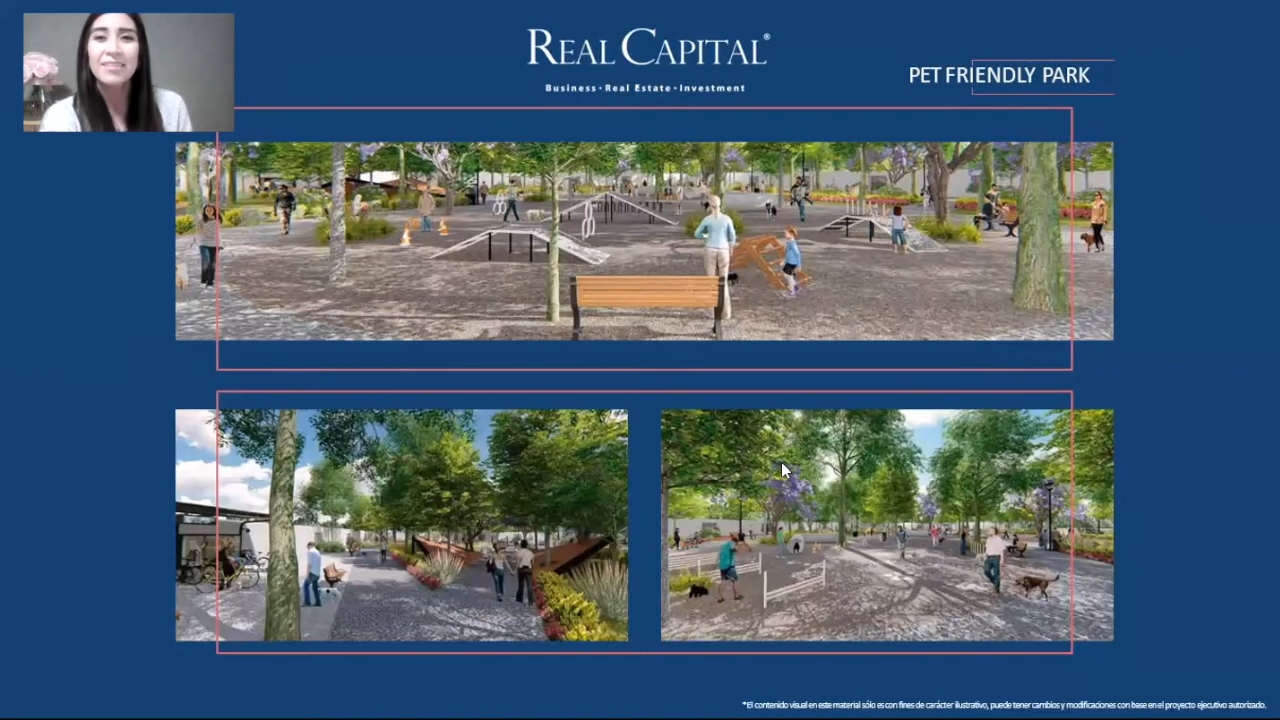 REAL CAPITAL®
Business · Real Estate · Investment
PET FRIENDLY PARK
*El contenido visual en este material sólo es con fines de carácter ilustrativo, puede tener cambios y modificaciones con base en el proyecto ejecutivo autorizado.